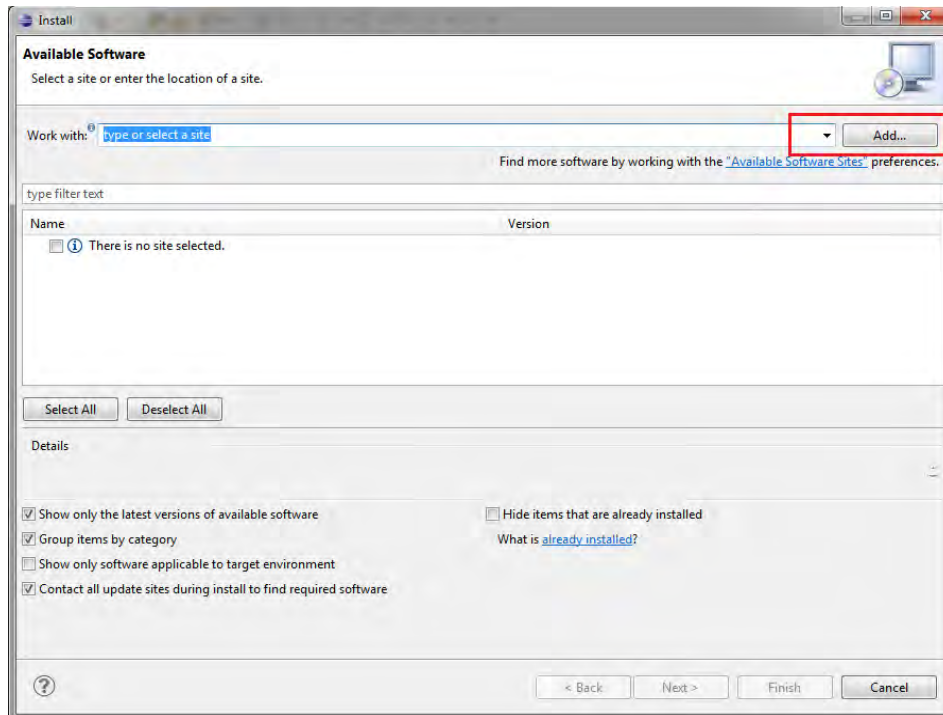 Install
Available Software
Select a site or enter the location of a site.
Work with: type or select a site Add...
Find more software by working with the "Available Software Sites" preferences.
type filter text
Name Version
There is no site selected.
Select All Deselect All
Details
Show only the latest versions of available software Hide items that are already installed
Group items by category What is already installed?
Show only software applicable to target environment
Contact all update sites during install to find required software
< Back Next > Finish Cancel